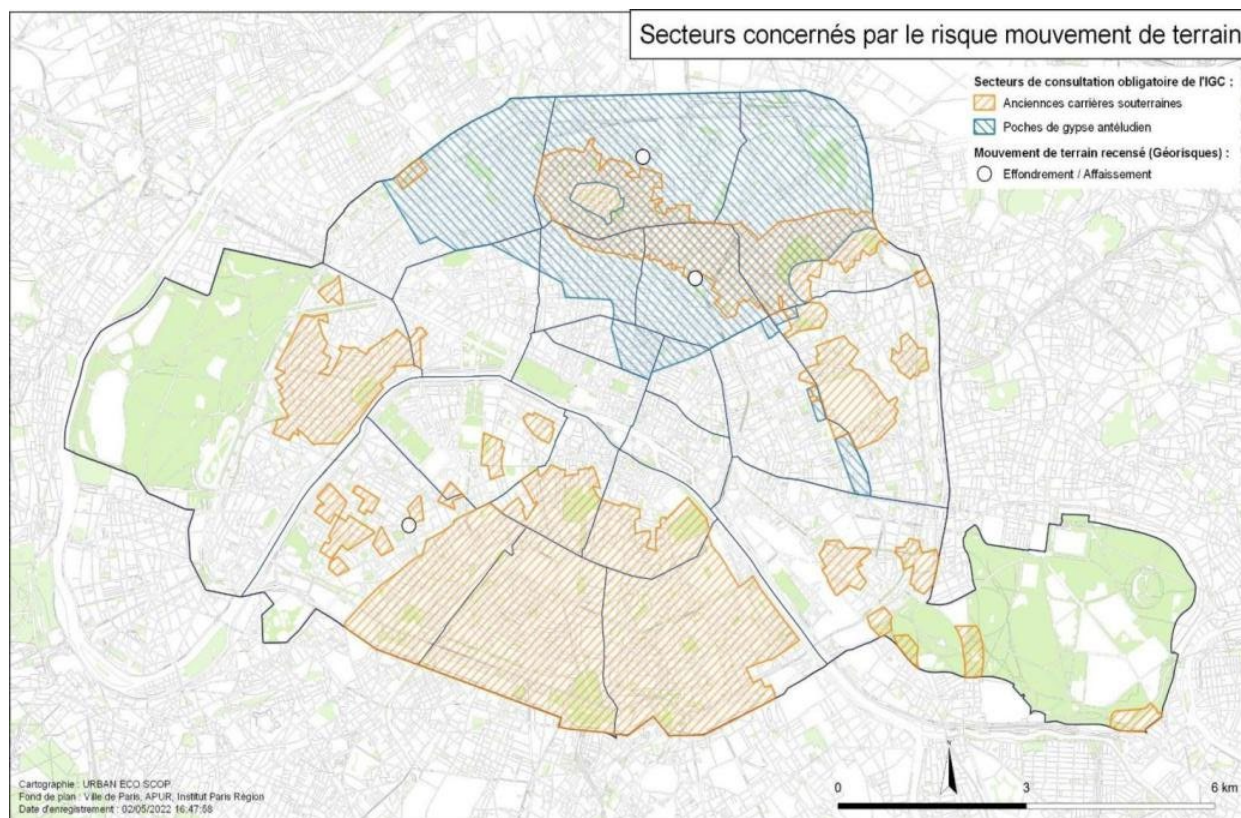 Secteurs concernés par le risque mouvement de terrain
Secteurs de consultation obligatoire de l'IGC :
Anciennces carrières souterraines
Poches de gypse antéludien
Mouvement de terrain recensé (Géorisques) :
Effondrement / Affaissement
Cartographie : URBAN ECO SCOP
Fond de plan : Ville de Paris, APUR, Institut Paris Région
Date d'enregistrement : 02/05/2022 16:47:58
N
0 3 6 km